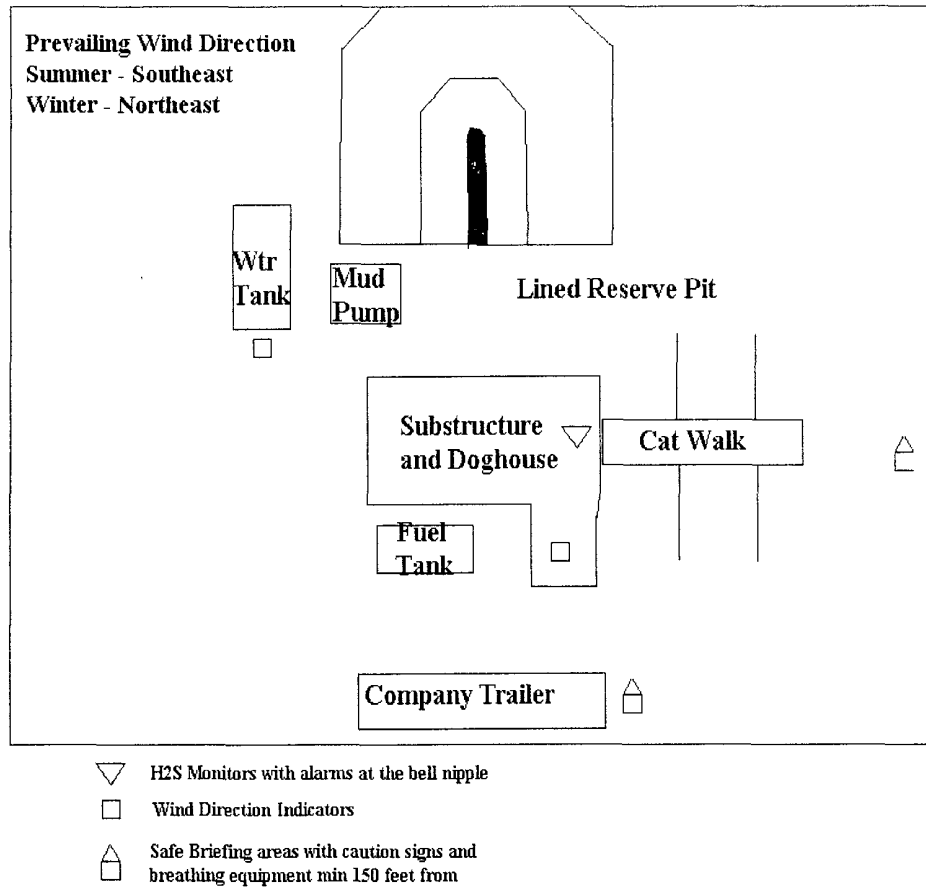 Prevailing Wind Direction
Summer - Southeast
Winter - Northeast
Wtr
Tank
Mud
Pump
Lined Reserve Pit
Substructure
and Doghouse
Cat Walk
Fuel
Tank
Company Trailer
H2S Monitors with alarms at the bell nipple
Wind Direction Indicators
Safe Briefing areas with caution signs and
breathing equipment min 150 feet from